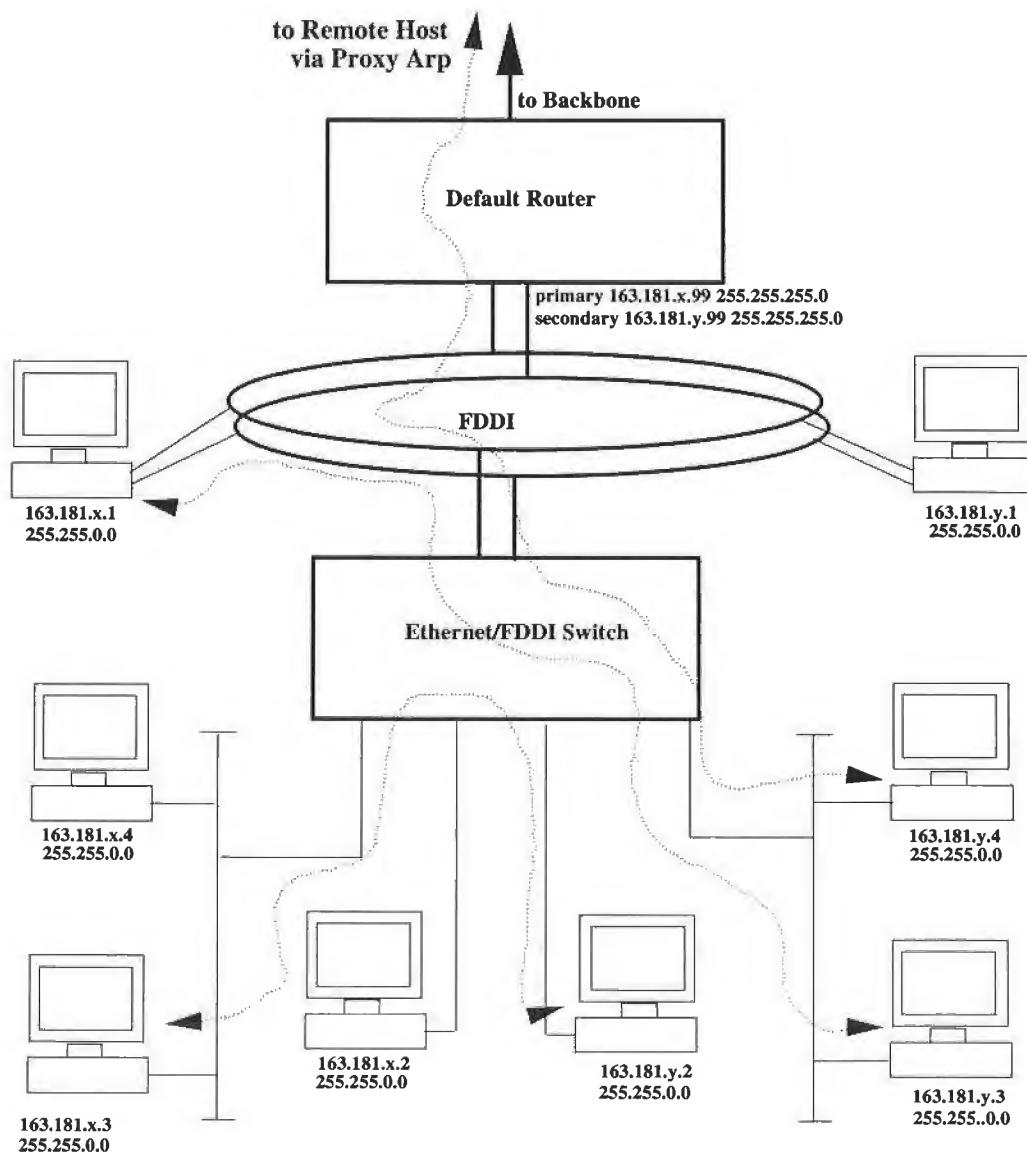 to Remote Host
via Proxy Arp
to Backbone
Default Router
primary 163.181.x.99 255.255.255.0
secondary 163.181.y.99 255.255.255.0
FDDI
163.181.x.1
255.255.0.0
163.181.y.1
255.255.0.0
Ethernet/FDDI Switch
163.181.x.4
255.255.0.0
163.181.y.4
255.255.0.0
163.181.x.2
255.255.0.0
163.181.y.2
255.255.0.0
163.181.x.3
255.255.0.0
163.181.y.3
255.255..0.0